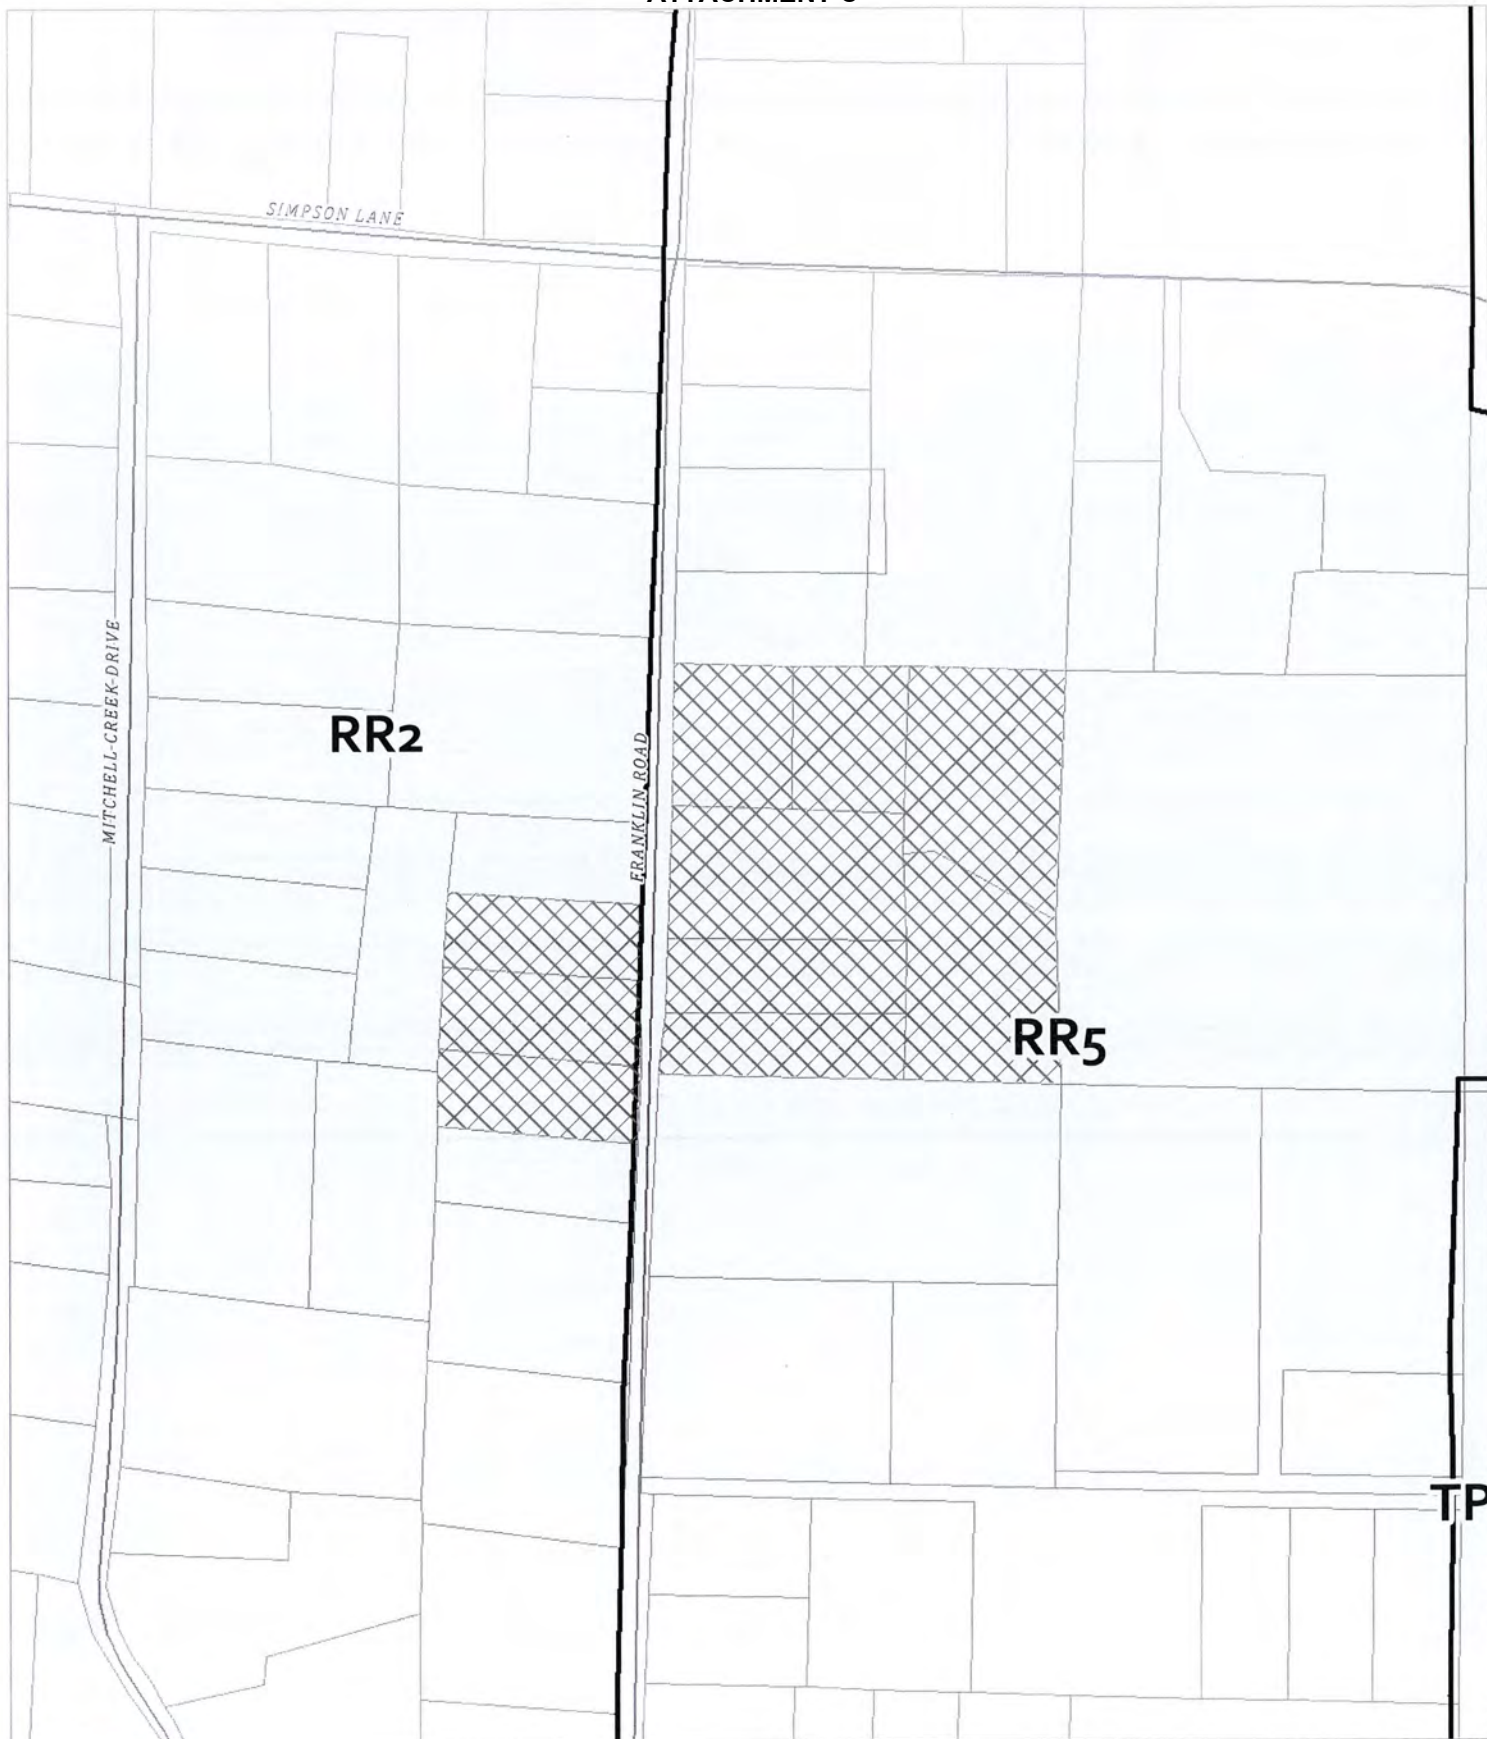 SIMPSON LANE
MITCHELL-CREEK-DRIVE
RR2
FRANKLIN ROAD
RR5
TP